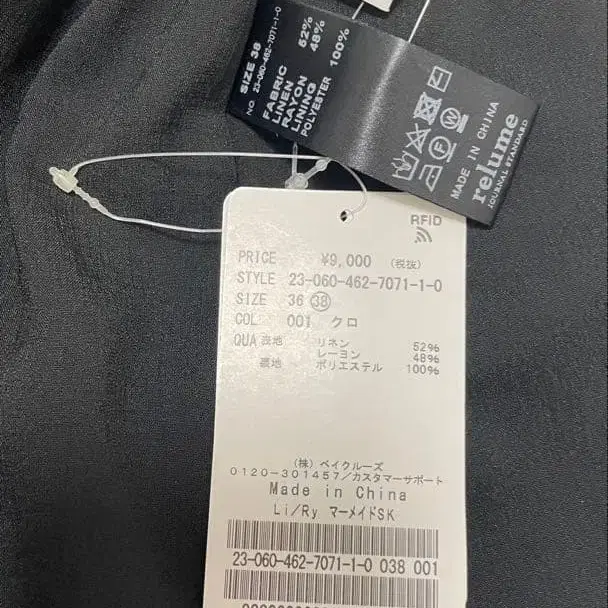 SIZE 38
NO. 23-060-462-7071-1-0
FABRIC
LINEN 52%
RAYON 48%
LINING
POLYESTER 100%
MADE IN CHINA
relume
JOURNAL STANDARD
RFID
PRICE ¥9,000 (税抜)
STYLE 23-060-462-7071-1-0
SIZE 36 38
COL 001 クロ
QUA 表地 リネン 52%
レーヨン 48%
裏地 ポリエステル 100%
(株)ベイクルーズ
0120-301457/カスタマーサポート
Made in China
Li/Ry マーメイドSK
23-060-462-7071-1-0 038 001